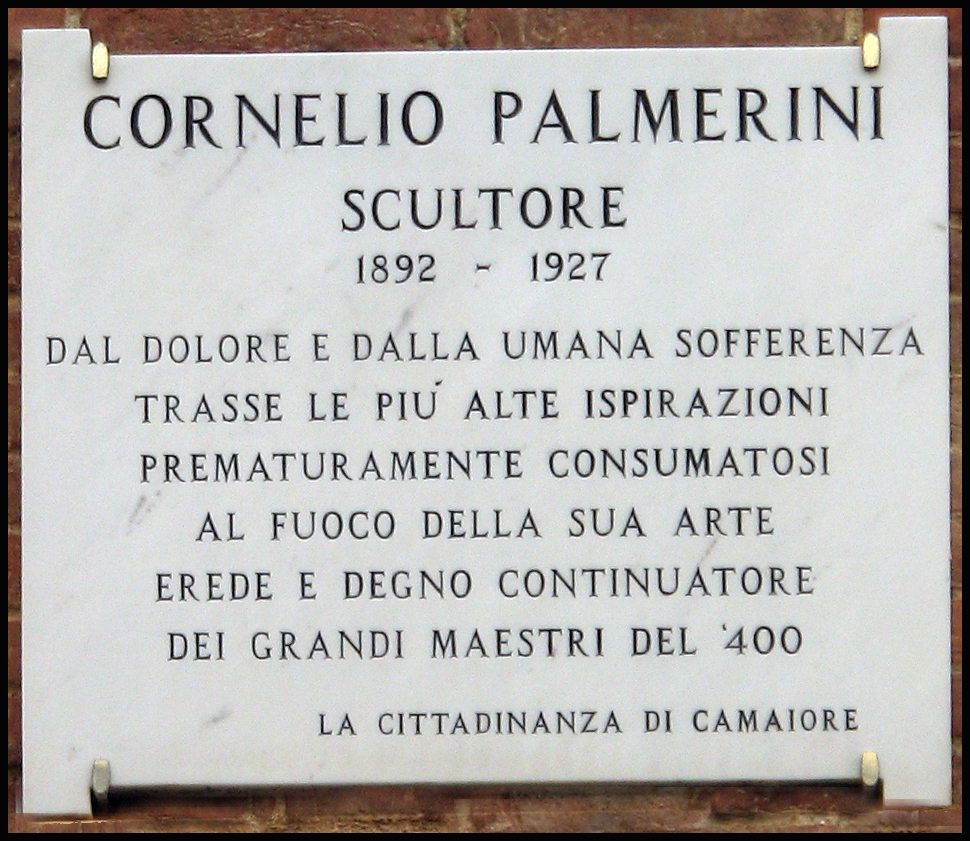 CORNELIO PALMERINI
SCULTORE
1892 - 1927
DAL DOLORE E DALLA UMANA SOFFERENZA
TRASSE LE PIÚ ALTE ISPIRAZIONI
PREMATURAMENTE CONSUMATOSI
AL FUOCO DELLA SUA ARTE
EREDE E DEGNO CONTINUATORE
DEI GRANDI MAESTRI DEL '400
LA CITTADINANZA DI CAMAIORE